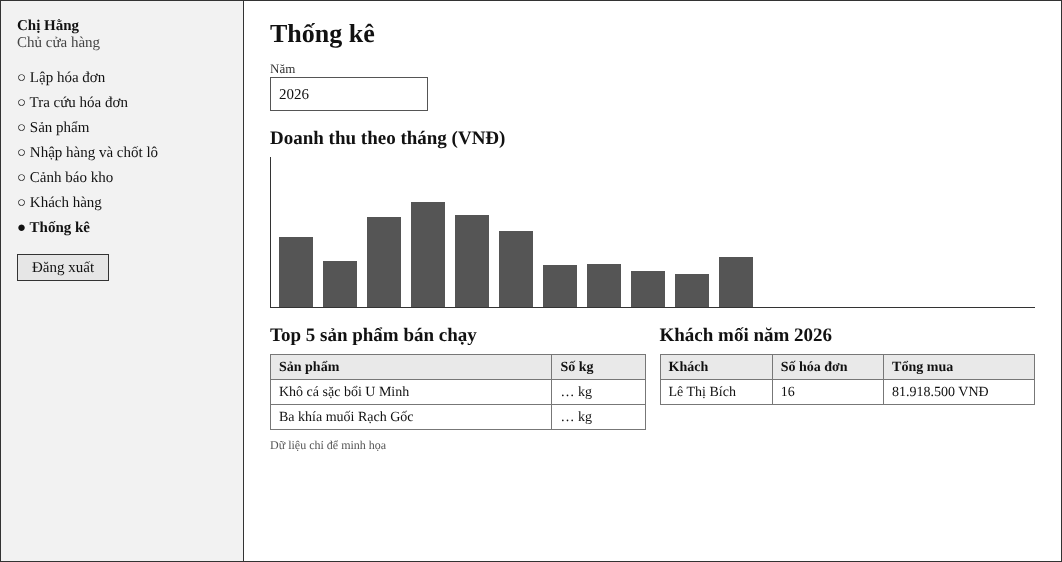 Chị Hằng
Chủ cửa hàng
○ Lập hóa đơn
○ Tra cứu hóa đơn
○ Sản phẩm
○ Nhập hàng và chốt lô
○ Cảnh báo kho
○ Khách hàng
● Thống kê
Đăng xuất
Thống kê
Năm
2026
Doanh thu theo tháng (VNĐ)
Top 5 sản phẩm bán chạy
Sản phẩm Số kg
Khô cá sặc bổi U Minh … kg
Ba khía muối Rạch Gốc … kg
Dữ liệu chỉ để minh họa
Khách mối năm 2026
Khách Số hóa đơn Tổng mua
Lê Thị Bích 16 81.918.500 VNĐ